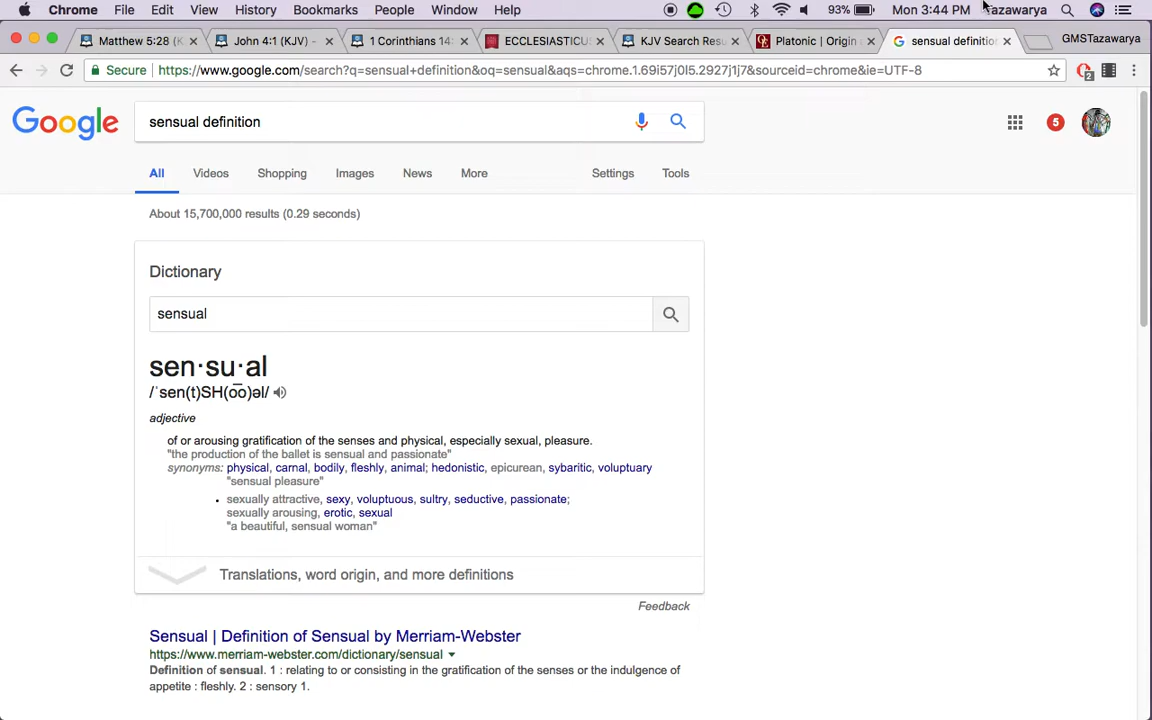 Chrome File Edit View History Bookmarks People Window Help 93% Mon 3:44 PM Tazawarya
Matthew 5:28 (K John 4:1 (KJV) - 1 Corinthians 14: ECCLESIASTICU KJV Search Resu Platonic | Origin sensual definitio GMSTazawarya
Secure https://www.google.com/search?q=sensual+definition&oq=sensual&aqs=chrome.1.69i57j0l5.2927j1j7&sourceid=chrome&ie=UTF-8 2
Google sensual definition 5
All Videos Shopping Images News More Settings Tools
About 15,700,000 results (0.29 seconds)
Dictionary
sensual
sen·su·al
/ˈsen(t)SH(o͞o)əl/
adjective
of or arousing gratification of the senses and physical, especially sexual, pleasure.
"the production of the ballet is sensual and passionate"
synonyms: physical, carnal, bodily, fleshly, animal; hedonistic, epicurean, sybaritic, voluptuary
"sensual pleasure"
• sexually attractive, sexy, voluptuous, sultry, seductive, passionate;
sexually arousing, erotic, sexual
"a beautiful, sensual woman"
Translations, word origin, and more definitions
Feedback
Sensual | Definition of Sensual by Merriam-Webster
https://www.merriam-webster.com/dictionary/sensual
Definition of sensual. 1 : relating to or consisting in the gratification of the senses or the indulgence of
appetite : fleshly. 2 : sensory 1.